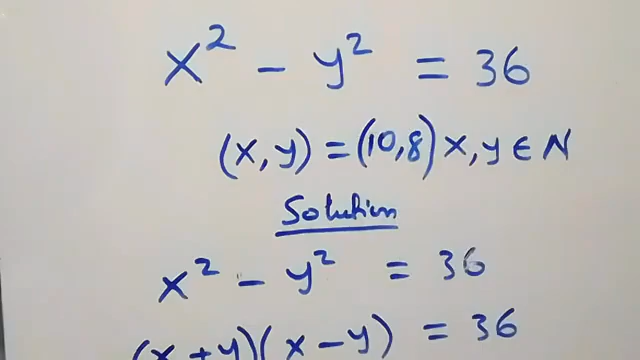 x² - y² = 36
(x, y) = (10, 8) x, y ∈ N
Solution
x² - y² = 36
(x + y)(x - y) = 36